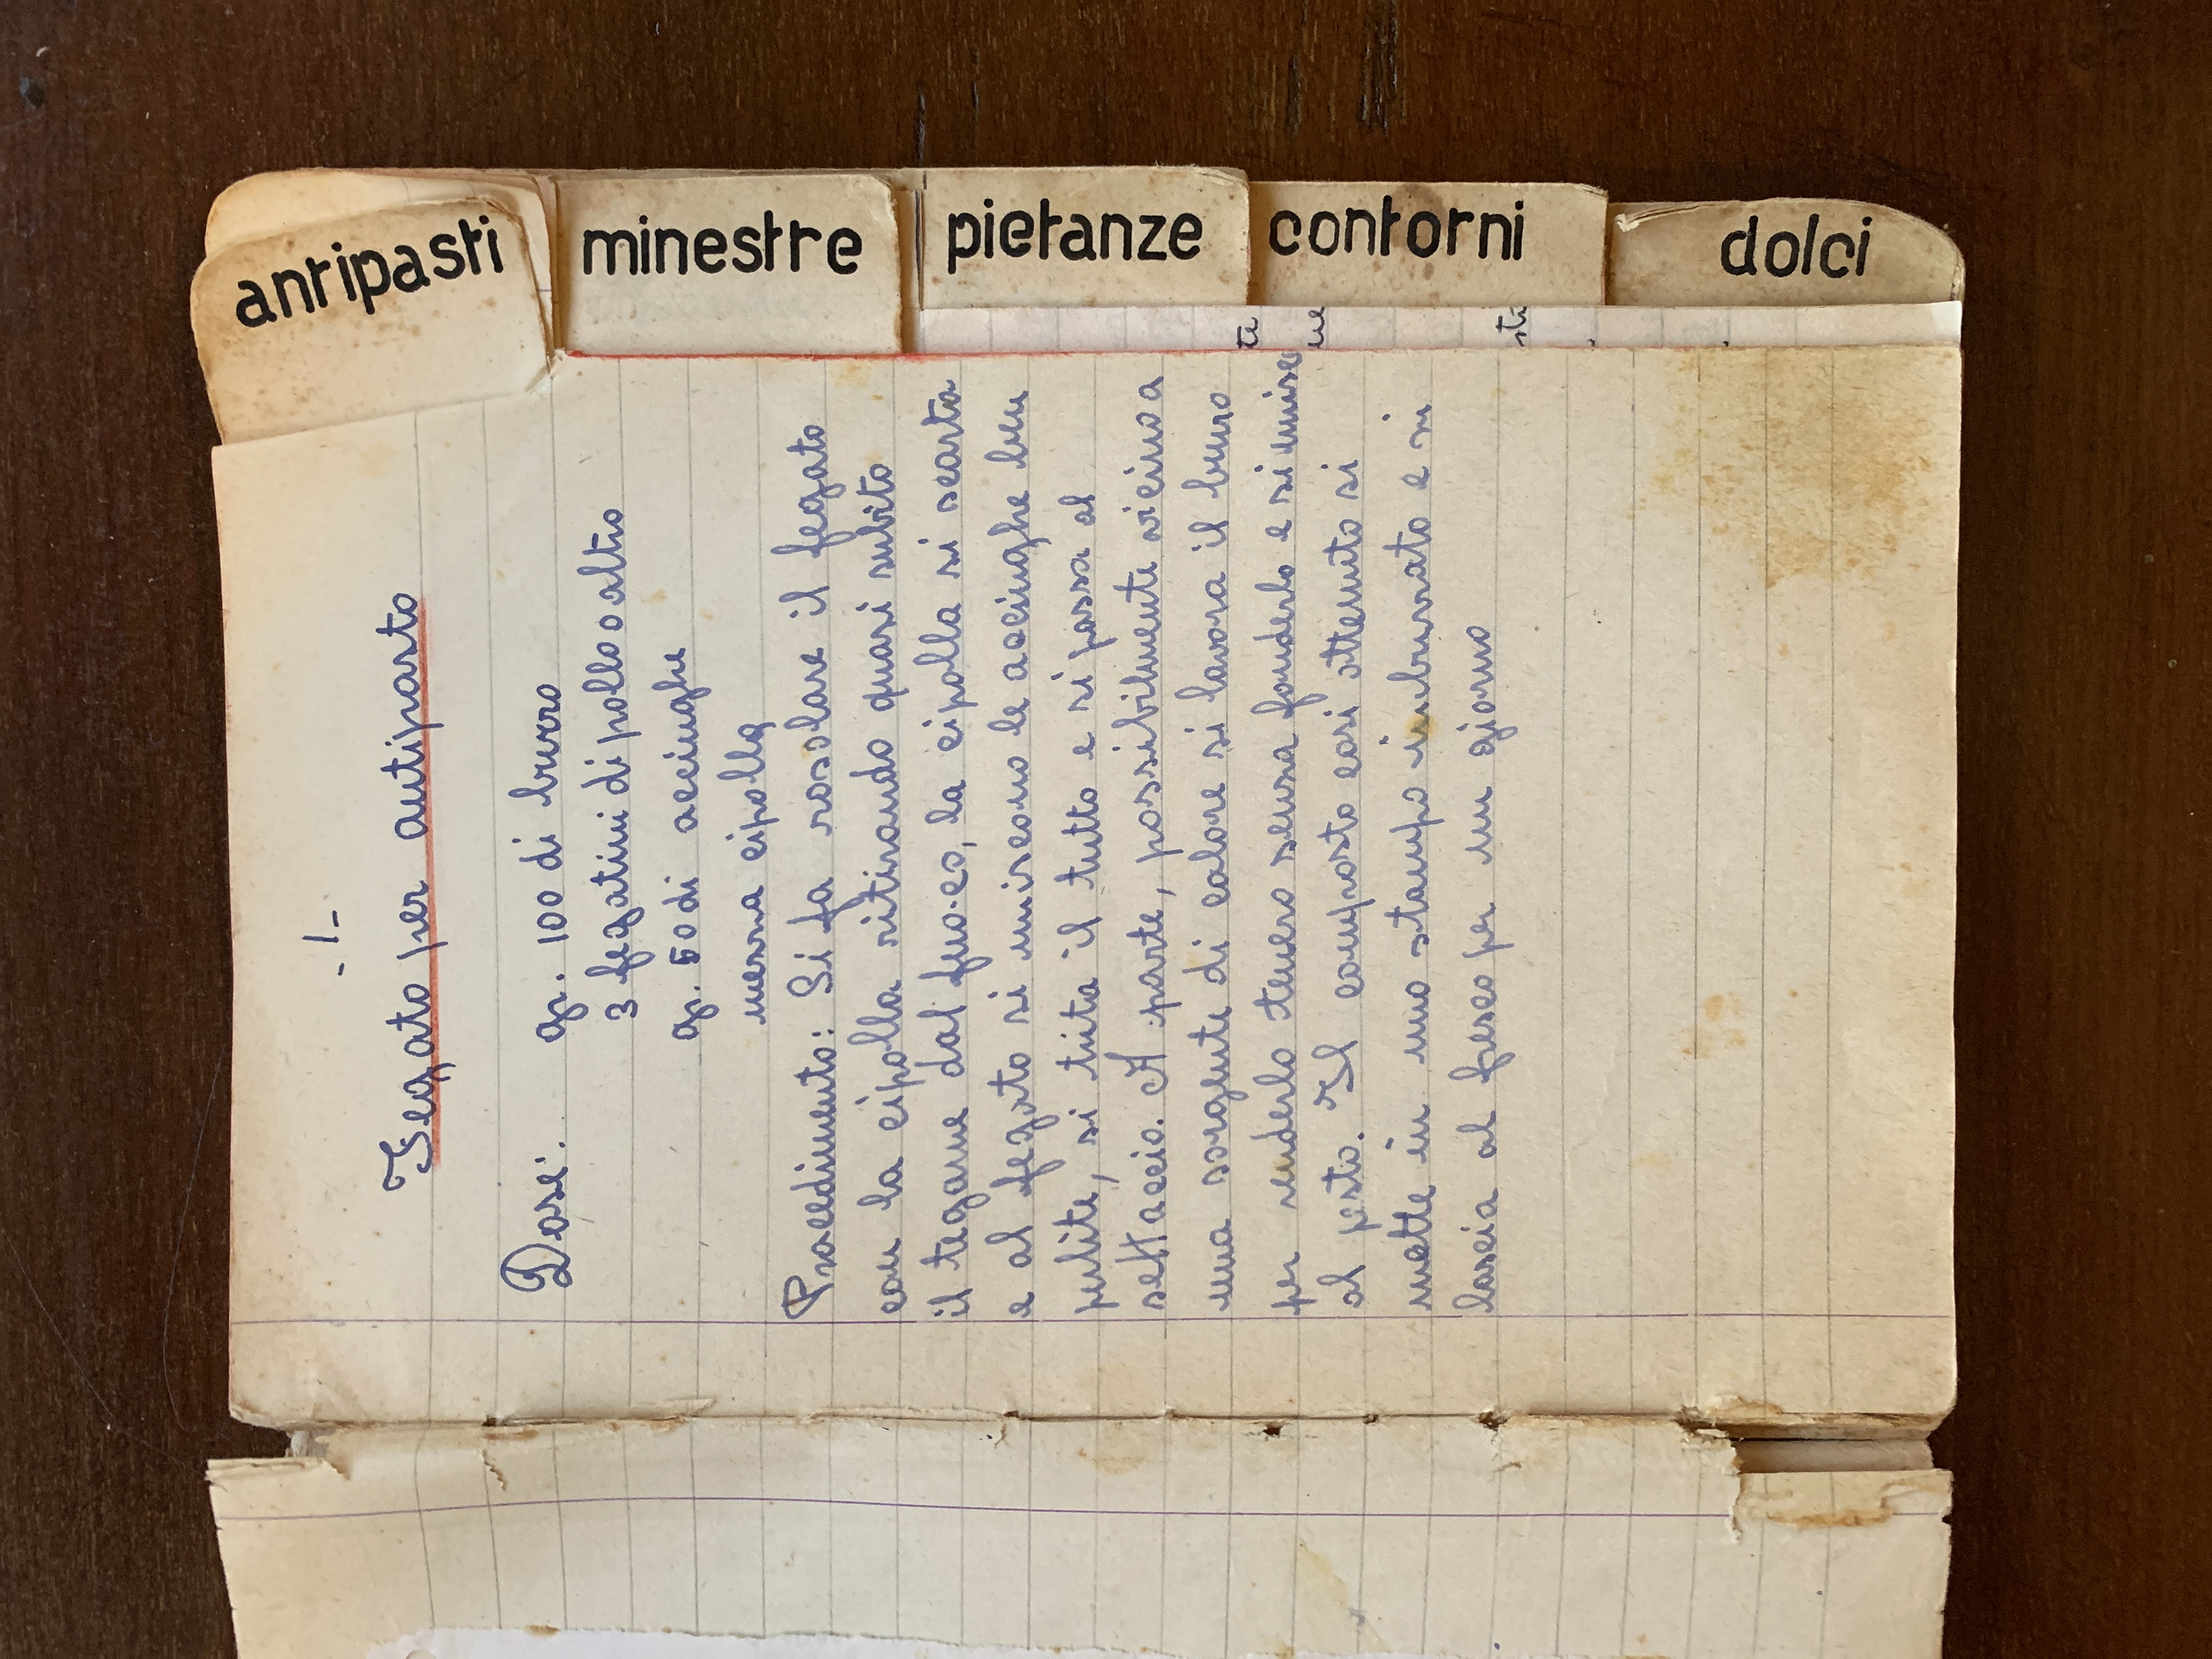 - 1 -
Fegato per antipasto
Dose: gr. 100 di burro
3 fegatini di pollo o altro
gr. 50 di acciughe
mezza cipolla
Procedimento: Si fa rosolare il fegato
con la cipolla ritirando quasi subito
il tegame dal fuoco, la cipolla si scarta
e al fegato si uniscono le acciughe ben
pulite, si trita il tutto e si passa al
settaccio. A parte, possibilmente vicino a
una sorgente di calore si lavora il burro
per renderlo tenero senza fonderlo e si unisce
al pesto. Il composto così ottenuto si
mette in uno stampo imburrato e si
lascia al fresco per un giorno
antipasti
minestre
pietanze
contorni
dolci
te
ne
sti